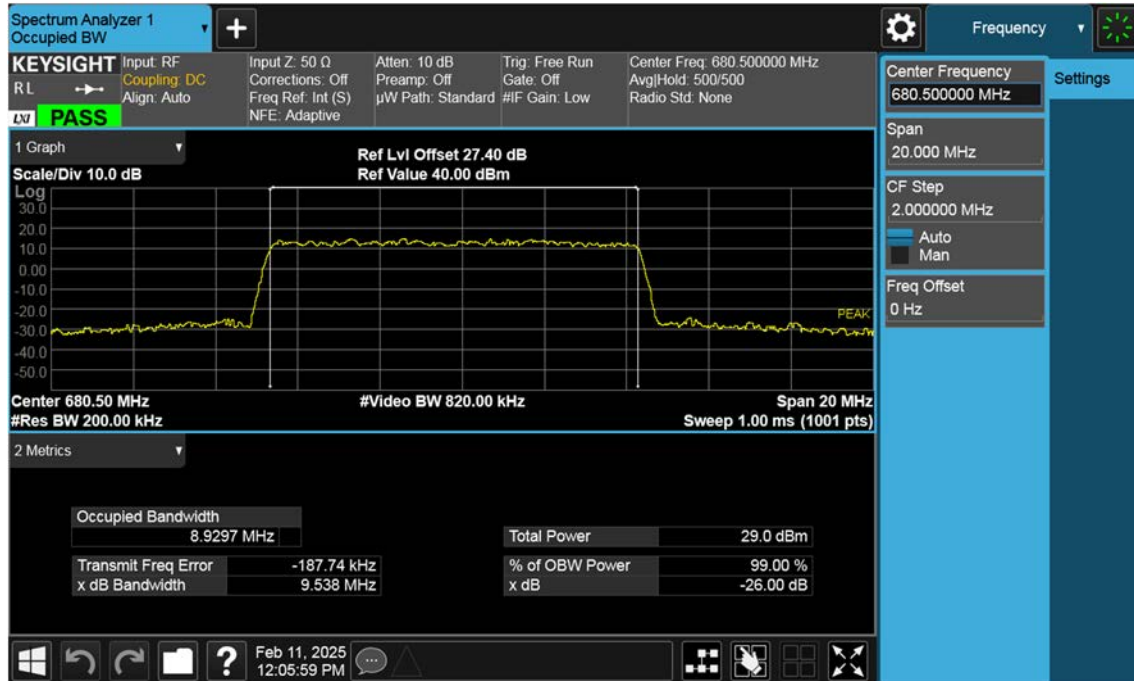 Spectrum Analyzer 1
Occupied BW
+
Frequency
KEYSIGHT
R L
LXI PASS
Input: RF
Coupling: DC
Align: Auto
Input Z: 50 Ω
Corrections: Off
Freq Ref: Int (S)
NFE: Adaptive
Atten: 10 dB
Preamp: Off
µW Path: Standard
Trig: Free Run
Gate: Off
#IF Gain: Low
Center Freq: 680.500000 MHz
Avg|Hold: 500/500
Radio Std: None
Center Frequency
680.500000 MHz
Settings
Span
20.000 MHz
CF Step
2.000000 MHz
Auto
Man
Freq Offset
0 Hz
1 Graph
Scale/Div 10.0 dB
Ref Lvl Offset 27.40 dB
Ref Value 40.00 dBm
Log
30.0
20.0
10.0
0.00
-10.0
-20.0
-30.0
-40.0
-50.0
PEAK
Center 680.50 MHz
#Video BW 820.00 kHz
Span 20 MHz
#Res BW 200.00 kHz
Sweep 1.00 ms (1001 pts)
2 Metrics
Occupied Bandwidth
8.9297 MHz
Total Power 29.0 dBm
Transmit Freq Error -187.74 kHz
% of OBW Power 99.00 %
x dB Bandwidth 9.538 MHz
x dB -26.00 dB
?
Feb 11, 2025
12:05:59 PM